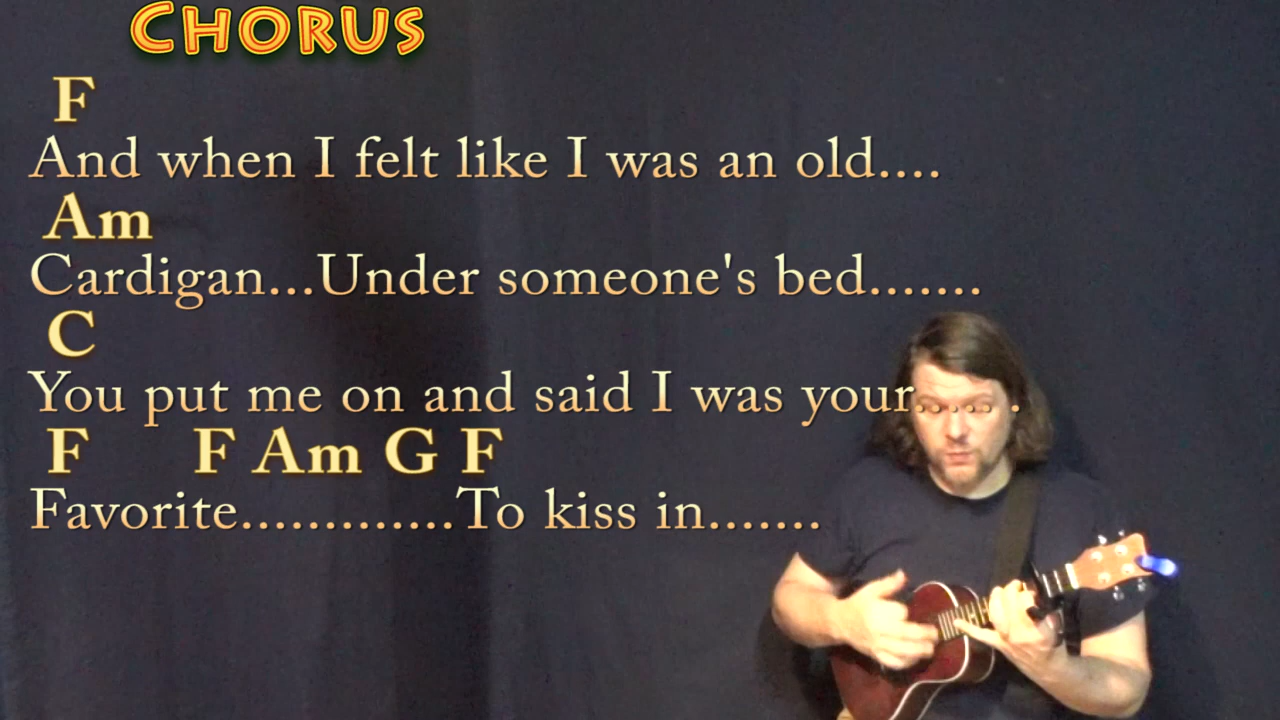 CHORUS
F
And when I felt like I was an old....
Am
Cardigan...Under someone's bed.......
C
You put me on and said I was your.....
F F Am G F
Favorite.............To kiss in.......